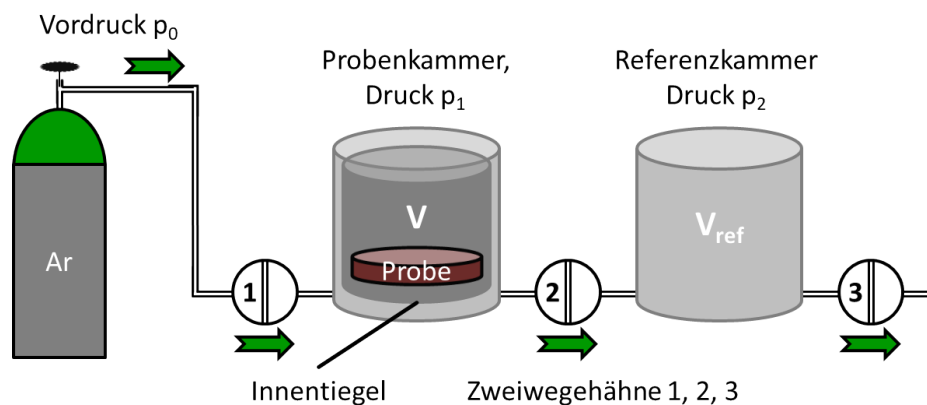 Vordruck p0
Probenkammer,
Druck p1
Referenzkammer
Druck p2
Ar
V
Probe
Vref
1
2
3
Innentiegel
Zweiwegehähne 1, 2, 3